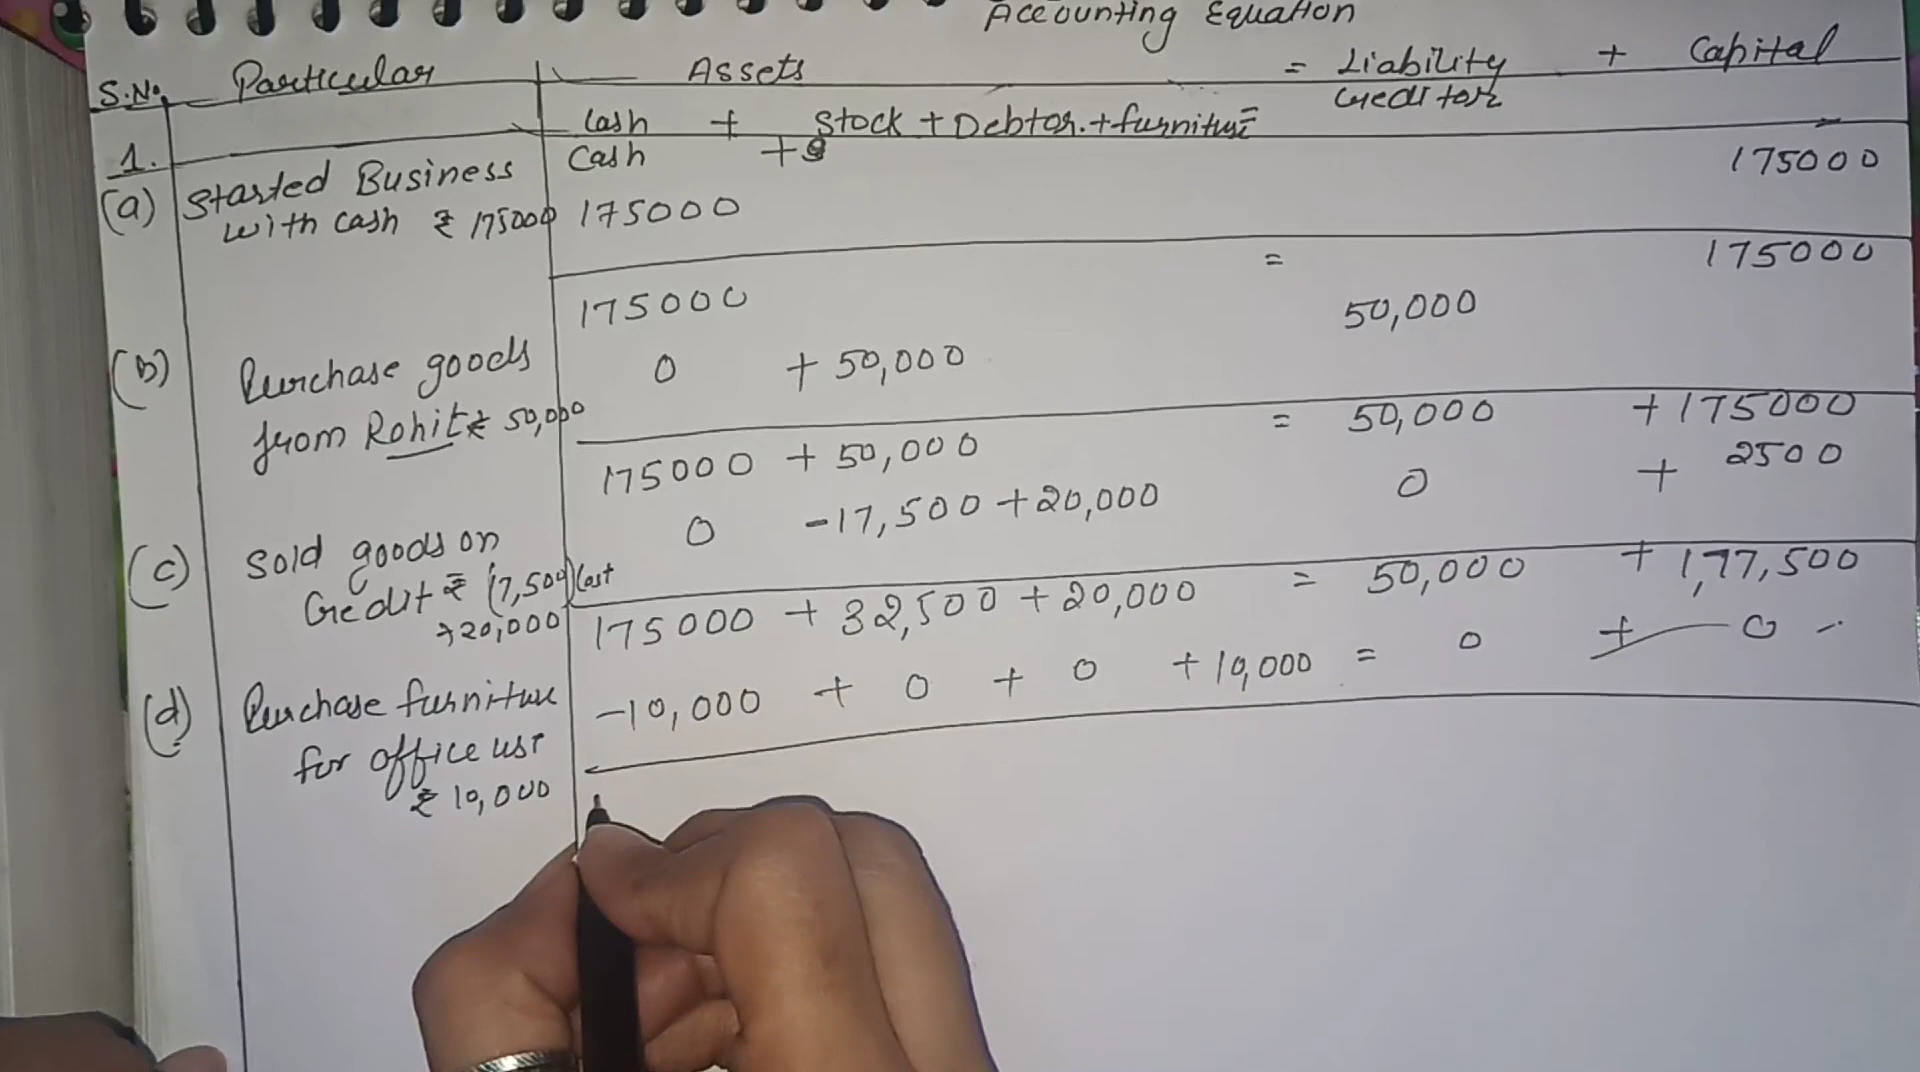 Accounting Equation
S.No. Particular Assets = Liability + Capital
Creditor
Cash + Stock + Debtor. + furniture =
1. Cash +
(a) Started Business 175000
with cash ₹ 175000 175000
175000 = 175000
(b) Purchase goods 0 + 50,000 50,000
from Rohit ₹ 50,000
175000 + 50,000 = 50,000 + 175000
0 -17,500 + 20,000 0 + 2500
(c) Sold goods on
Credit ₹ (17,500) Cost
→20,000 175000 + 32,500 + 20,000 = 50,000 + 1,77,500
(d) Purchase furniture -10,000 + 0 + 0 + 10,000 = 0 + 0
for office use
₹ 10,000